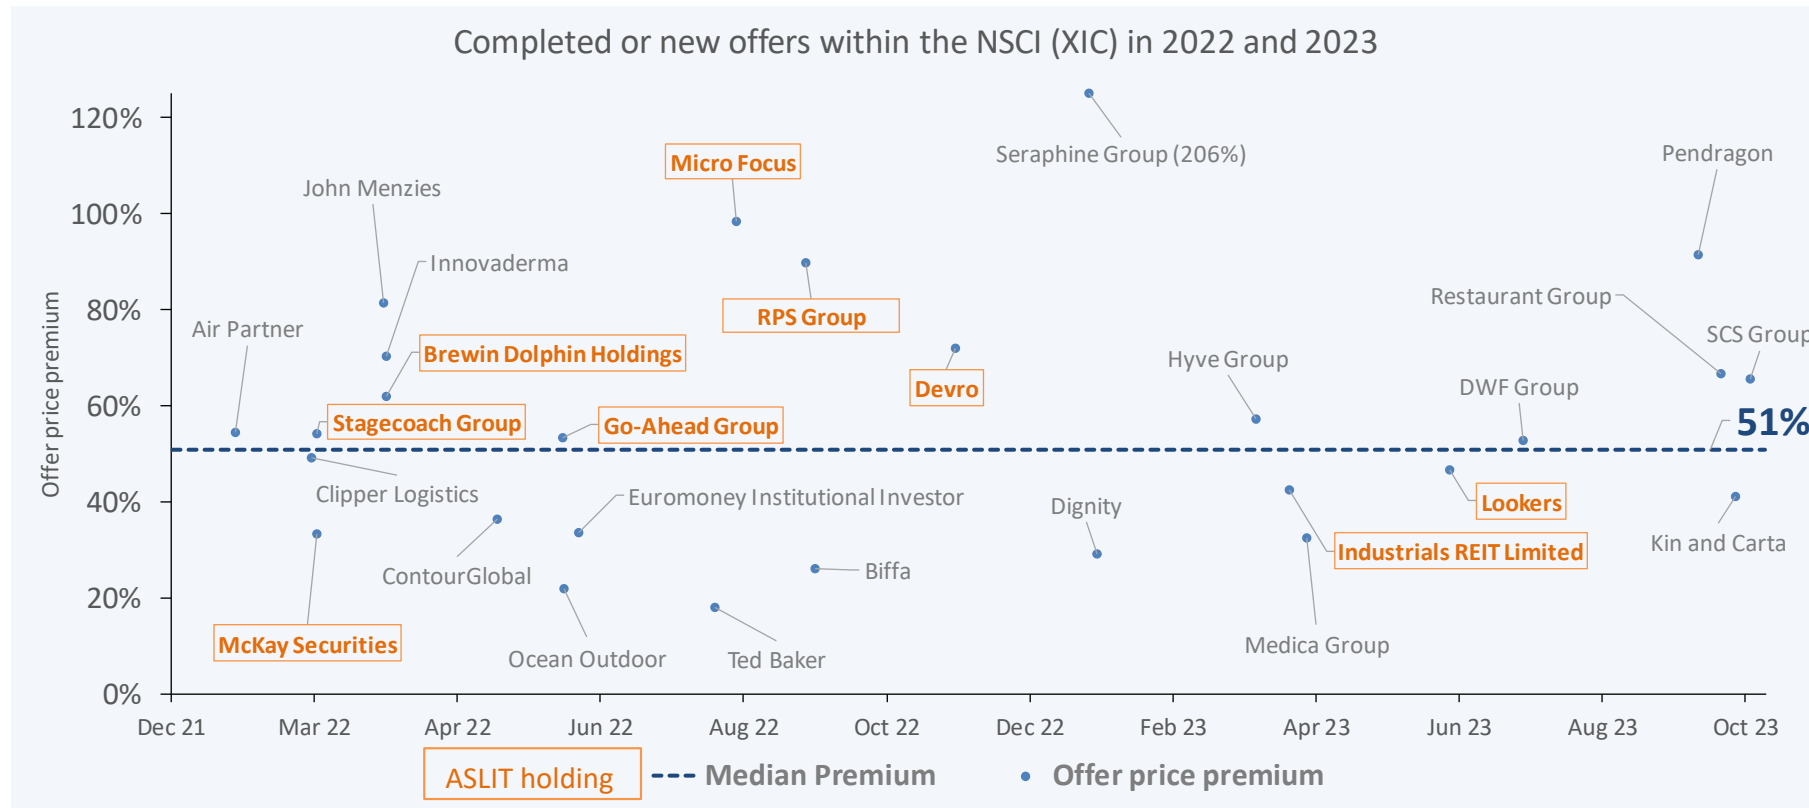 Completed or new offers within the NSCI (XIC) in 2022 and 2023
Offer price premium
120%
100%
80%
60%
40%
20%
0%
Seraphine Group (206%)
Pendragon
Micro Focus
John Menzies
Innovaderma
Restaurant Group
RPS Group
Air Partner
SCS Group
Brewin Dolphin Holdings
Hyve Group
Devro
DWF Group
Stagecoach Group
Go-Ahead Group
51%
Clipper Logistics
Euromoney Institutional Investor
Dignity
Lookers
Industrials REIT Limited
Kin and Carta
ContourGlobal
Biffa
McKay Securities
Ocean Outdoor
Ted Baker
Medica Group
Dec 21 Mar 22 Apr 22 Jun 22 Aug 22 Oct 22 Dec 22 Feb 23 Apr 23 Jun 23 Aug 23 Oct 23
ASLIT holding Median Premium Offer price premium